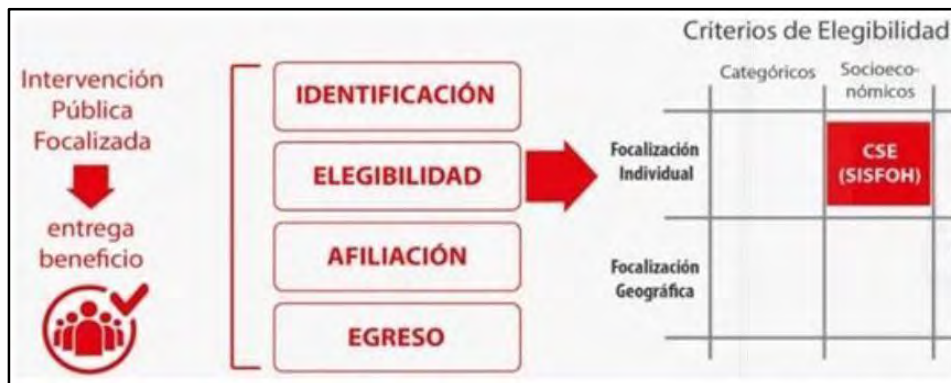 Intervención
Pública
Focalizada
entrega
beneficio
IDENTIFICACIÓN
ELEGIBILIDAD
AFILIACIÓN
EGRESO
Criterios de Elegibilidad
Categóricos
Socioeco-
nómicos
Focalización
Individual
CSE
(SISFOH)
Focalización
Geográfica